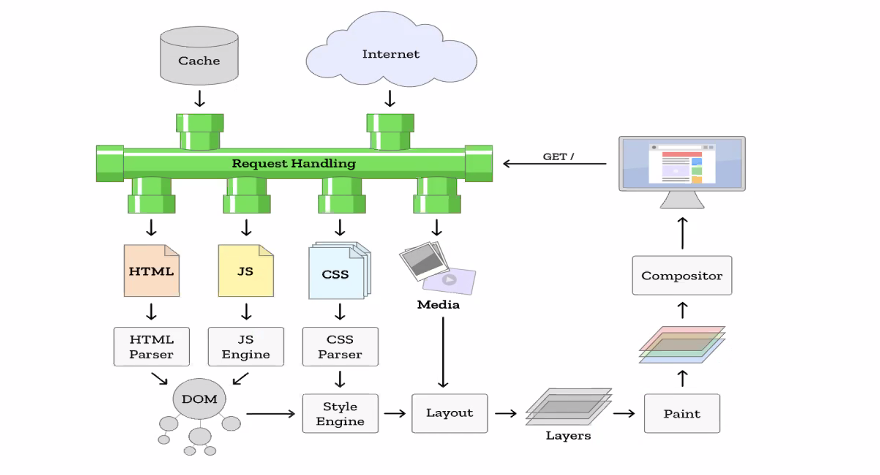 Cache
Internet
Request Handling
GET /
HTML
JS
CSS
Media
Compositor
HTML
Parser
JS
Engine
CSS
Parser
DOM
Style
Engine
Layout
Layers
Paint